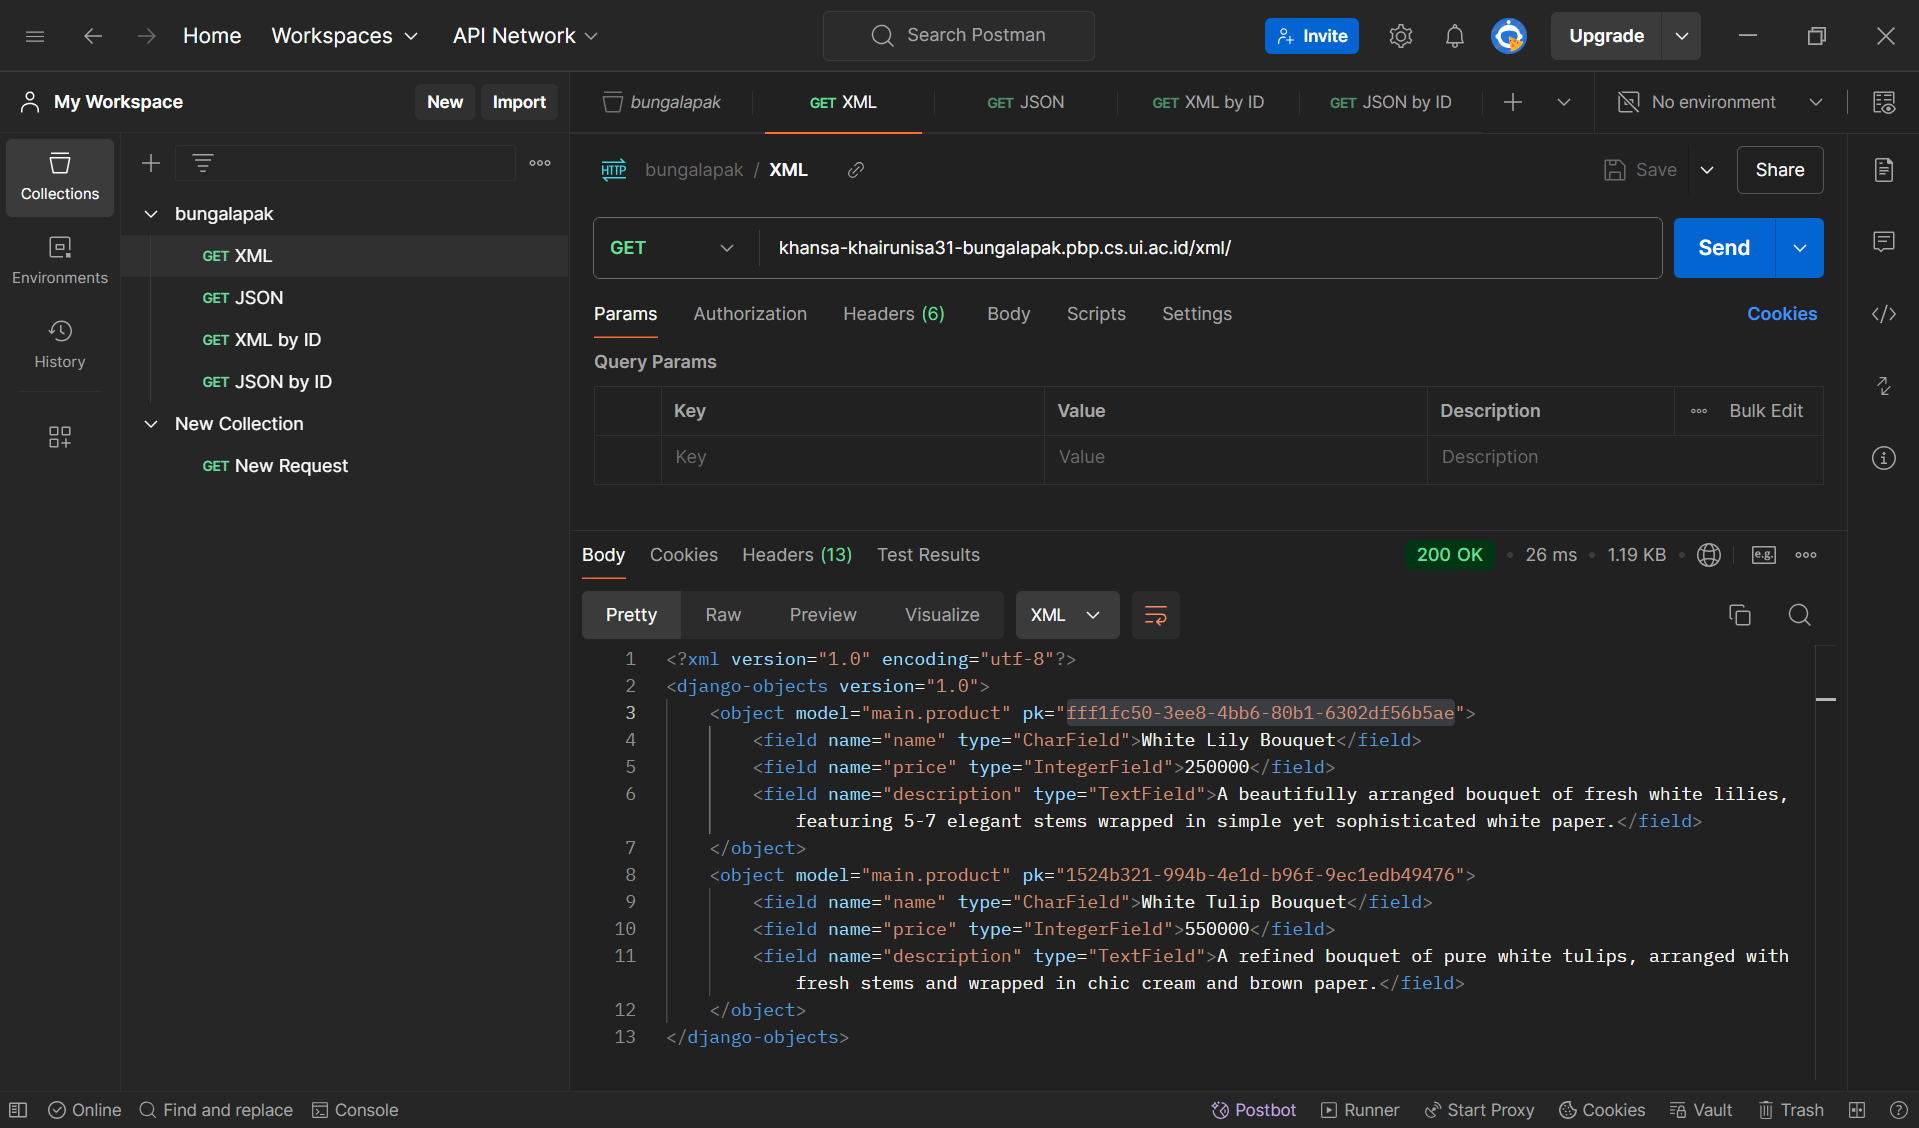 Home
Workspaces
API Network
Search Postman
Invite
Upgrade
My Workspace
New
Import
bungalapak
GET XML
GET JSON
GET XML by ID
GET JSON by ID
No environment
Collections
Environments
History
bungalapak
GET XML
GET JSON
GET XML by ID
GET JSON by ID
New Collection
GET New Request
HTTP
bungalapak / XML
Save
Share
GET
khansa-khairunisa31-bungalapak.pbp.cs.ui.ac.id/xml/
Send
Params
Authorization
Headers (6)
Body
Scripts
Settings
Cookies
Query Params
Key
Value
Description
Bulk Edit
Key
Value
Description
Body
Cookies
Headers (13)
Test Results
200 OK
26 ms
1.19 KB
e.g.
Pretty
Raw
Preview
Visualize
XML
1 <?xml version="1.0" encoding="utf-8"?>
2 <django-objects version="1.0">
3 <object model="main.product" pk="fff1fc50-3ee8-4bb6-80b1-6302df56b5ae">
4 <field name="name" type="CharField">White Lily Bouquet</field>
5 <field name="price" type="IntegerField">250000</field>
6 <field name="description" type="TextField">A beautifully arranged bouquet of fresh white lilies,
featuring 5-7 elegant stems wrapped in simple yet sophisticated white paper.</field>
7 </object>
8 <object model="main.product" pk="1524b321-994b-4e1d-b96f-9ec1edb49476">
9 <field name="name" type="CharField">White Tulip Bouquet</field>
10 <field name="price" type="IntegerField">550000</field>
11 <field name="description" type="TextField">A refined bouquet of pure white tulips, arranged with
fresh stems and wrapped in chic cream and brown paper.</field>
12 </object>
13 </django-objects>
Online
Find and replace
Console
Postbot
Runner
Start Proxy
Cookies
Vault
Trash